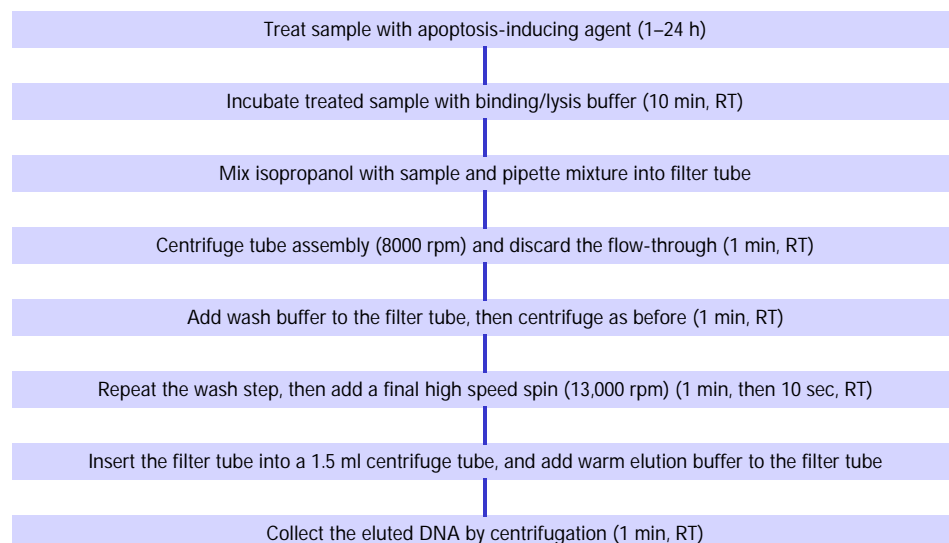 Treat sample with apoptosis-inducing agent (1–24 h)
Incubate treated sample with binding/lysis buffer (10 min, RT)
Mix isopropanol with sample and pipette mixture into filter tube
Centrifuge tube assembly (8000 rpm) and discard the flow-through (1 min, RT)
Add wash buffer to the filter tube, then centrifuge as before (1 min, RT)
Repeat the wash step, then add a final high speed spin (13,000 rpm) (1 min, then 10 sec, RT)
Insert the filter tube into a 1.5 ml centrifuge tube, and add warm elution buffer to the filter tube
Collect the eluted DNA by centrifugation (1 min, RT)